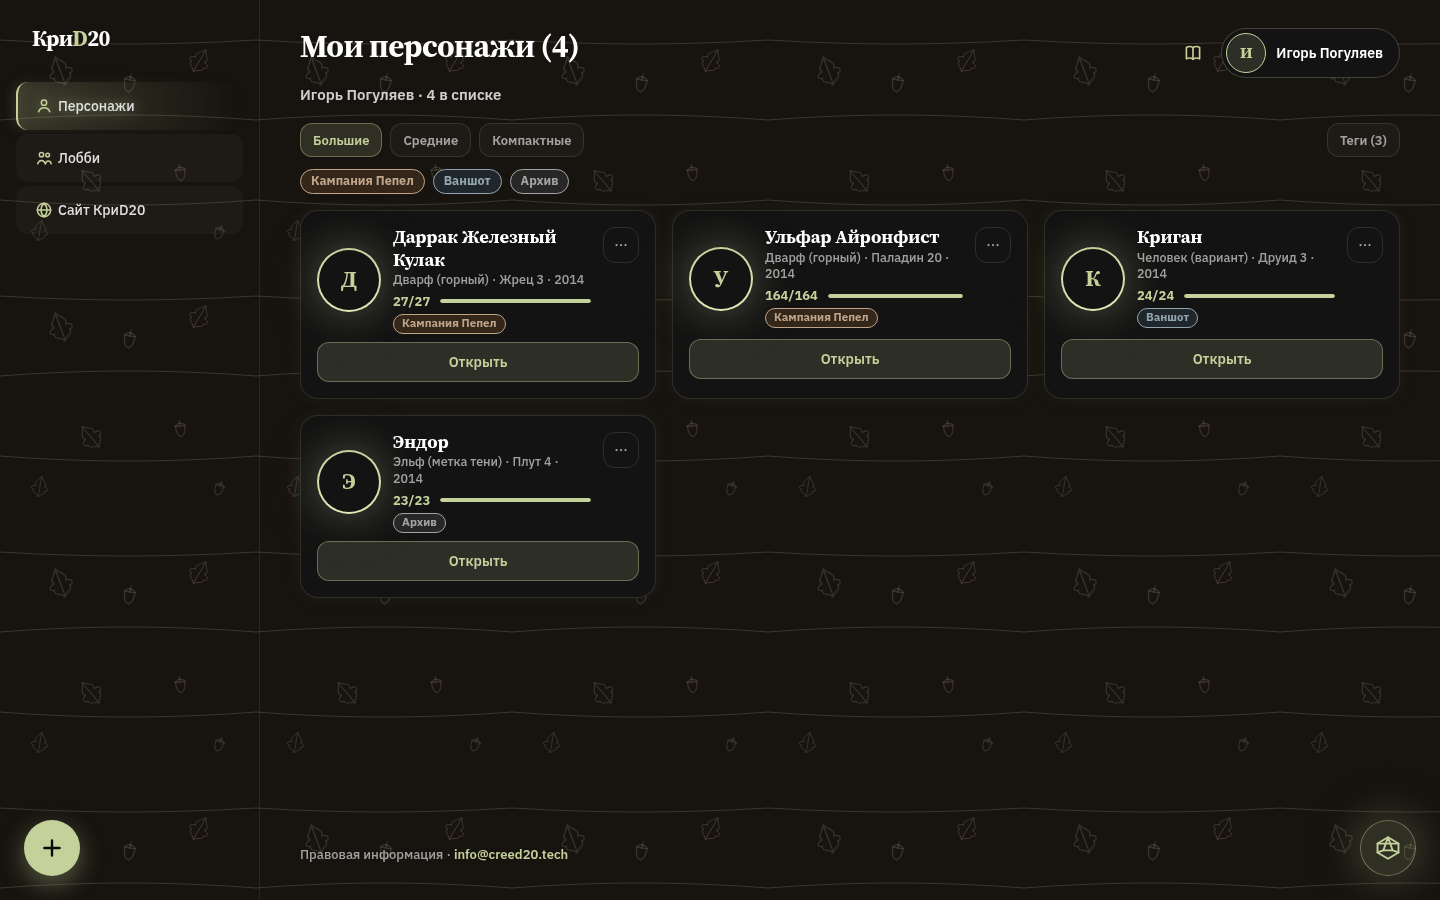 КриD20
Персонажи
Лобби
Сайт КриD20
Мои персонажи (4)
И
Игорь Погуляев
Игорь Погуляев · 4 в списке
Большие
Средние
Компактные
Теги (3)
Кампания Пепел
Ваншот
Архив
Д
Даррак Железный
Кулак
Дварф (горный) · Жрец 3 · 2014
27/27
Кампания Пепел
...
Открыть
У
Ульфар Айронфист
Дварф (горный) · Паладин 20 ·
2014
164/164
Кампания Пепел
...
Открыть
К
Криган
Человек (вариант) · Друид 3 ·
2014
24/24
Ваншот
...
Открыть
Э
Эндор
Эльф (метка тени) · Плут 4 ·
2014
23/23
Архив
...
Открыть
+
Правовая информация · info@creed20.tech